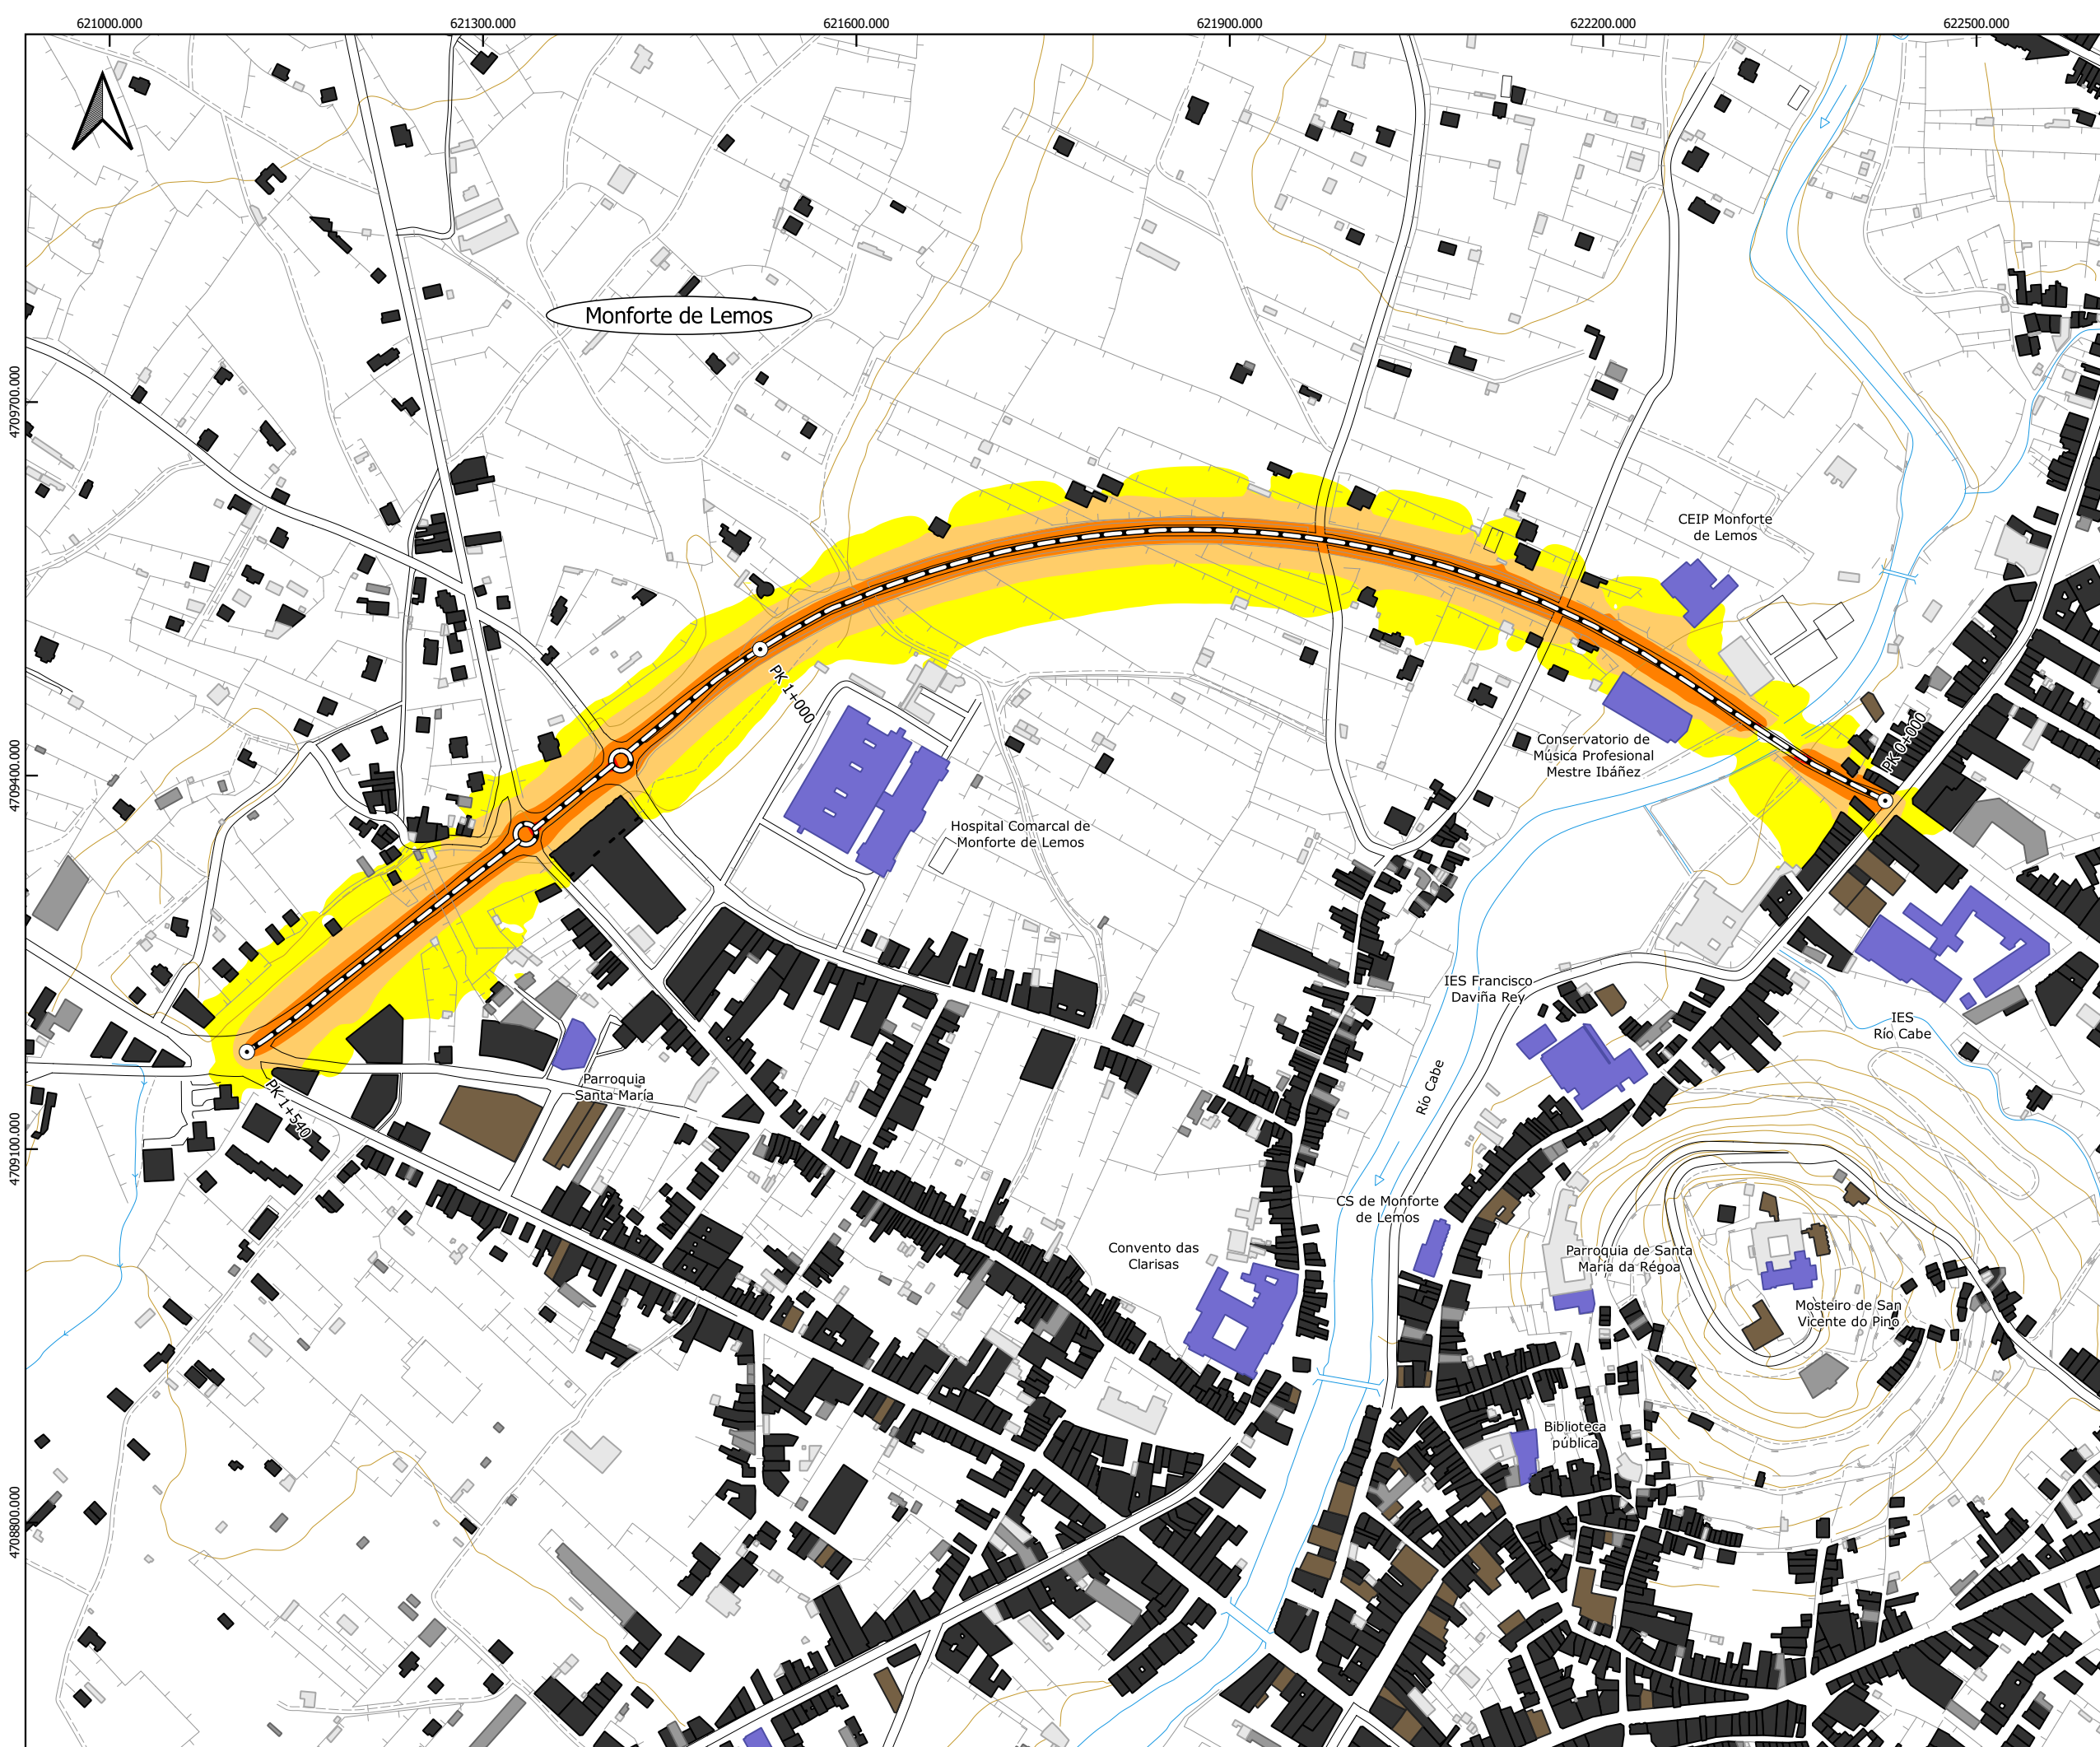 621000.000
621300.000
621600.000
621900.000
622200.000
622500.000
Monforte de Lemos
4709700.000
CEIP Monforte
de Lemos
PK 1+000
PK 0+000
4709400.000
Conservatorio de
Música Profesional
Mestre Ibáñez
Hospital Comarcal de
Monforte de Lemos
IES Francisco
Daviña Rey
IES
Río Cabe
Parroquia
Santa María
Río Cabe
PK 1+540
4709100.000
CS de Monforte
de Lemos
Convento das
Clarisas
Parroquia de Santa
María da Régoa
Mosteiro de San
Vicente do Pino
Biblioteca
pública
4708800.000